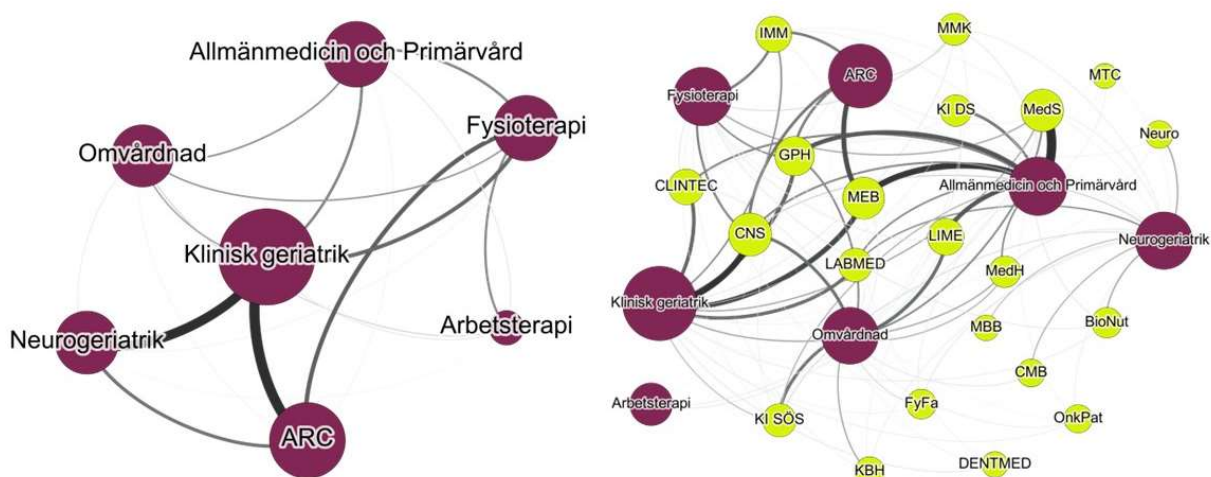 Allmänmedicin och Primärvård
Fysioterapi
Omvårdnad
Klinisk geriatrik
Neurogeriatrik
Arbetsterapi
ARC
IMM
MMK
ARC
MTC
Fysioterapi
KI DS
MedS
Neuro
GPH
CLINTEC
Allmänmedicin och Primärvård
MEB
CNS
LIME
Neurogeriatrik
LABMED
MedH
Klinisk geriatrik
Omvårdnad
MBB
BioNut
CMB
Arbetsterapi
FyFa
KI SÖS
OnkPat
KBH
DENTMED